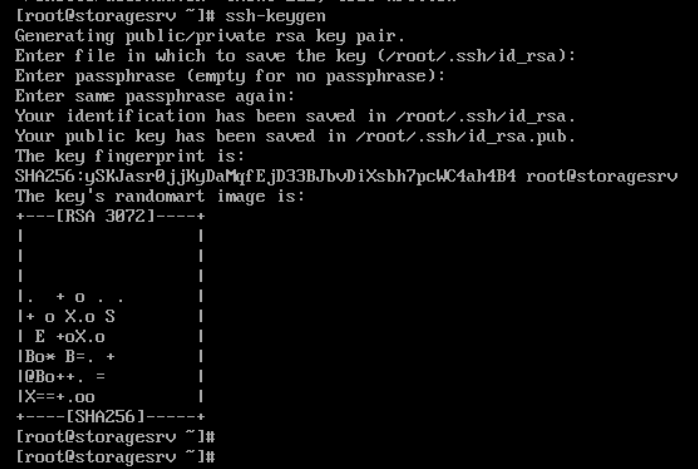 [root@storagesrv ~]# ssh-keygen
Generating public/private rsa key pair.
Enter file in which to save the key (/root/.ssh/id_rsa):
Enter passphrase (empty for no passphrase):
Enter same passphrase again:
Your identification has been saved in /root/.ssh/id_rsa.
Your public key has been saved in /root/.ssh/id_rsa.pub.
The key fingerprint is:
SHA256:ySKJasr0jjKyDaMqfEjD33BJbvDiXsbh7pcWC4ah4B4 root@storagesrv
The key's randomart image is:
+---[RSA 3072]----+
|                 |
|                 |
|                 |
|.  + o . .       |
|+ o X.o S        |
| E +oX.o         |
|Bo* B=. +        |
|@Bo++. =         |
|X==+.oo          |
+----[SHA256]-----+
[root@storagesrv ~]#
[root@storagesrv ~]#